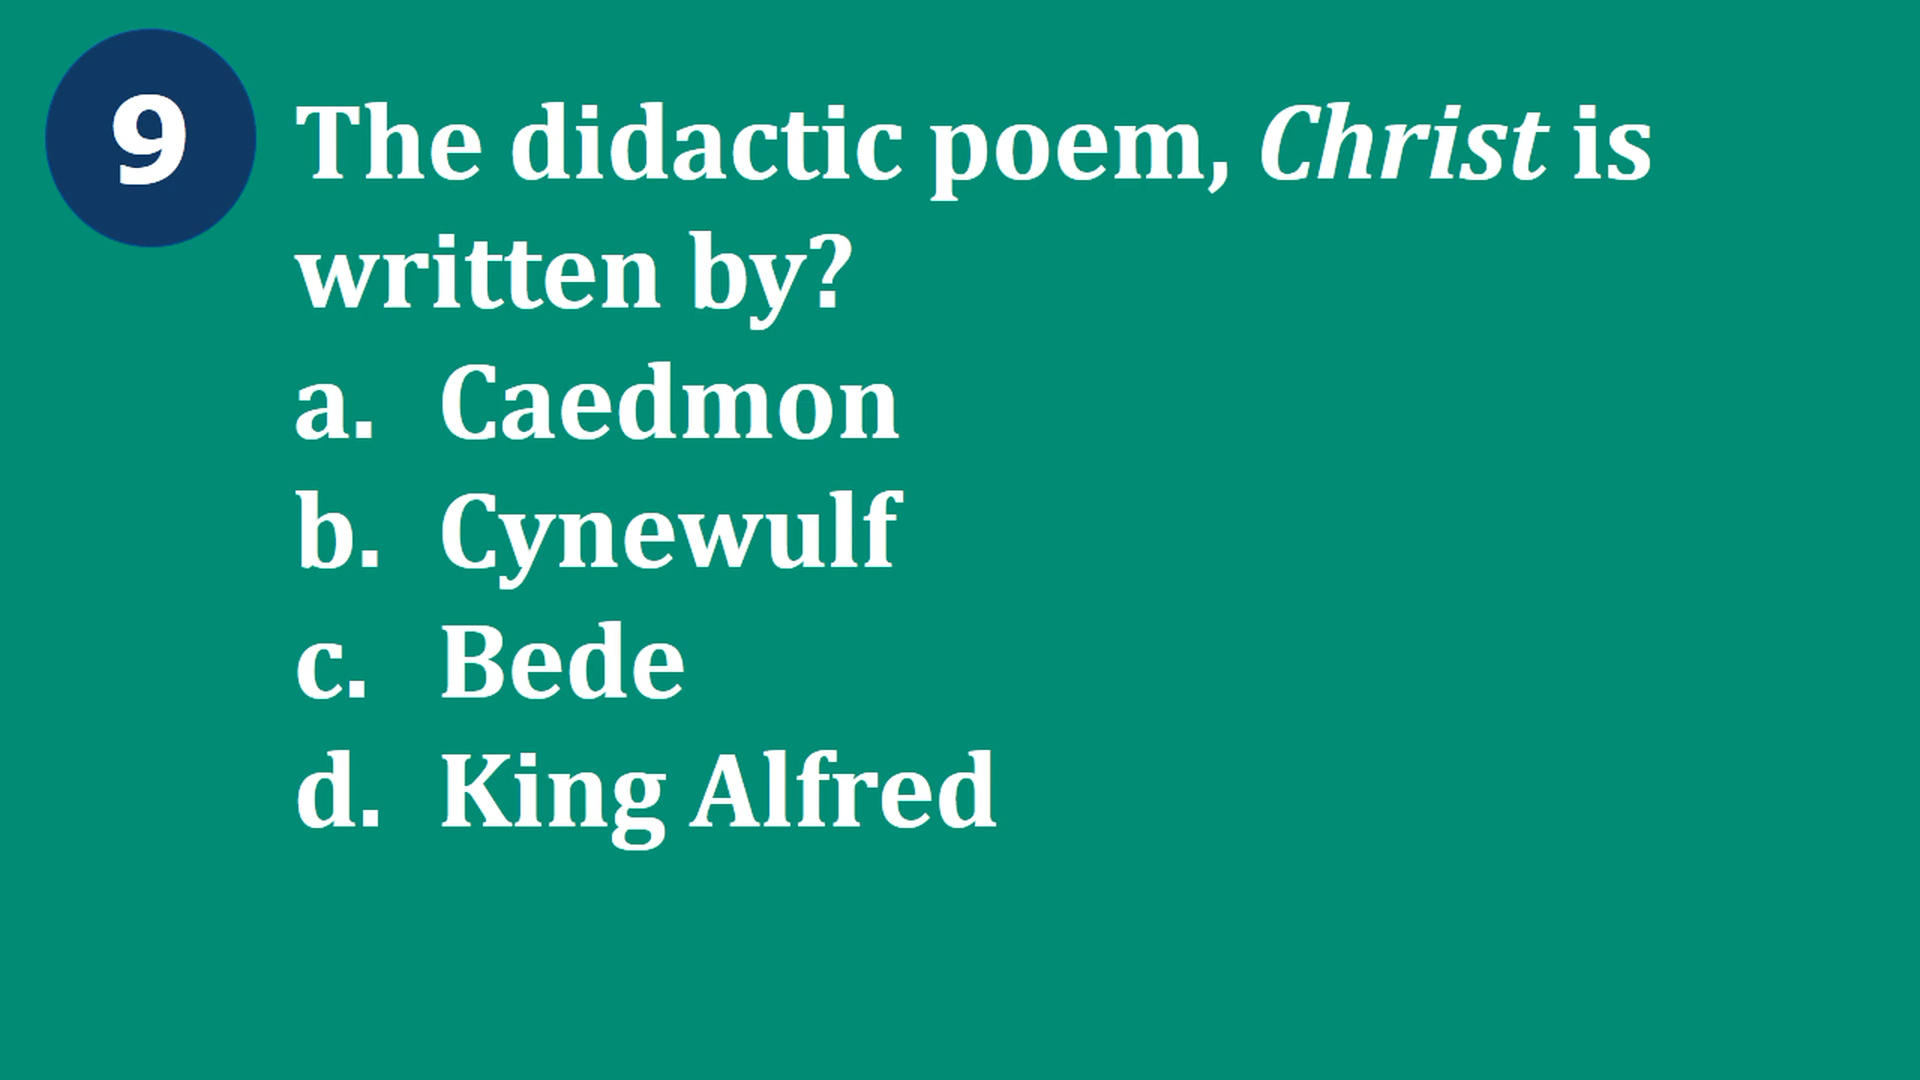 9
The didactic poem, Christ is
written by?
a. Caedmon
b. Cynewulf
c. Bede
d. King Alfred